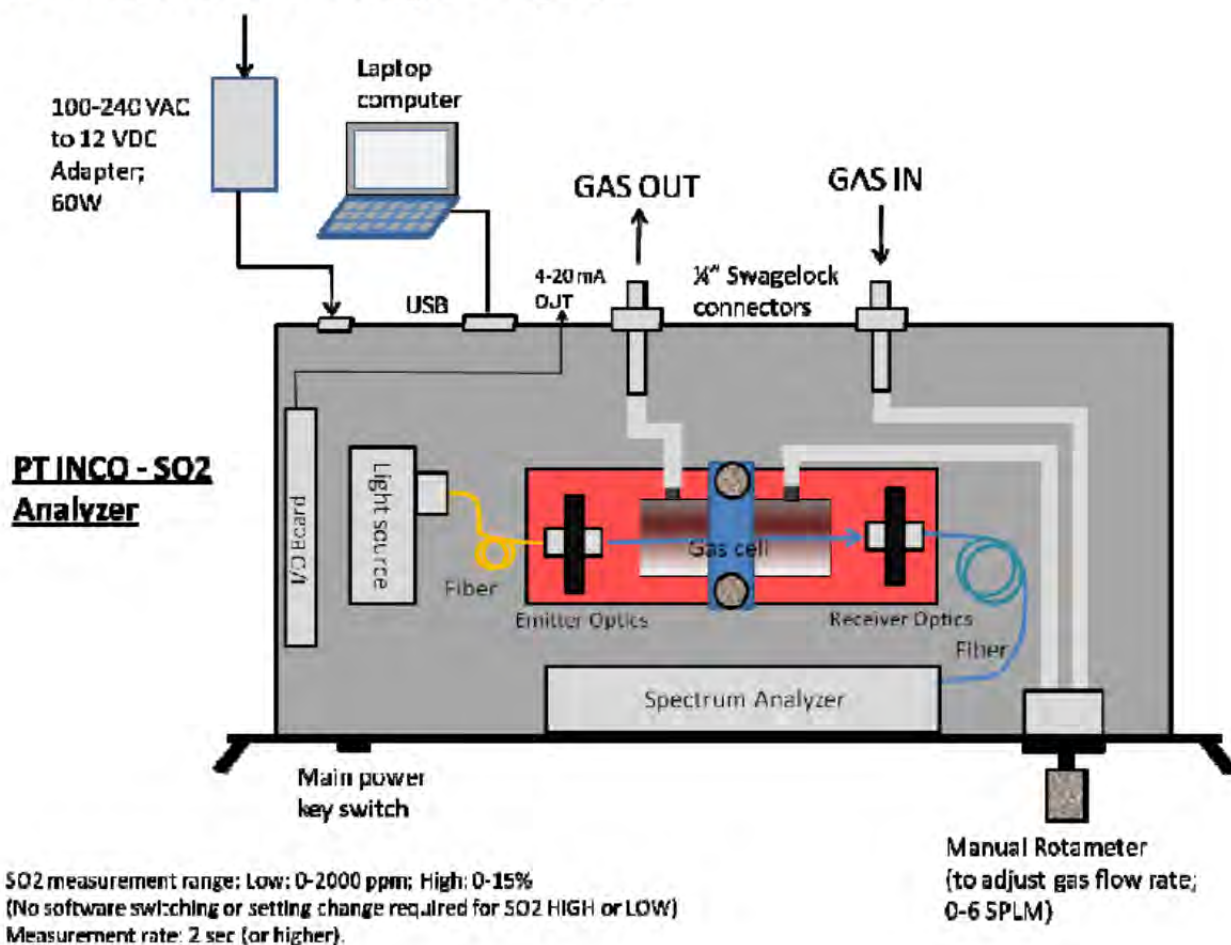 100-240 VAC
to 12 VDC
Adapter;
60W
Laptop
computer
GAS OUT
GAS IN
USB
4-20 mA
OUT
¼" Swagelock
connectors
PT INCO - SO2
Analyzer
I/O Board
Light source
Fiber
Emitter Optics
Gas cell
Receiver Optics
Fiber
Spectrum Analyzer
Main power
key switch
Manual Rotameter
(to adjust gas flow rate;
0-6 SPLM)
SO2 measurement range: Low: 0-2000 ppm; High: 0-15%
(No software switching or setting change required for SO2 HIGH or LOW)
Measurement rate: 2 sec (or higher).